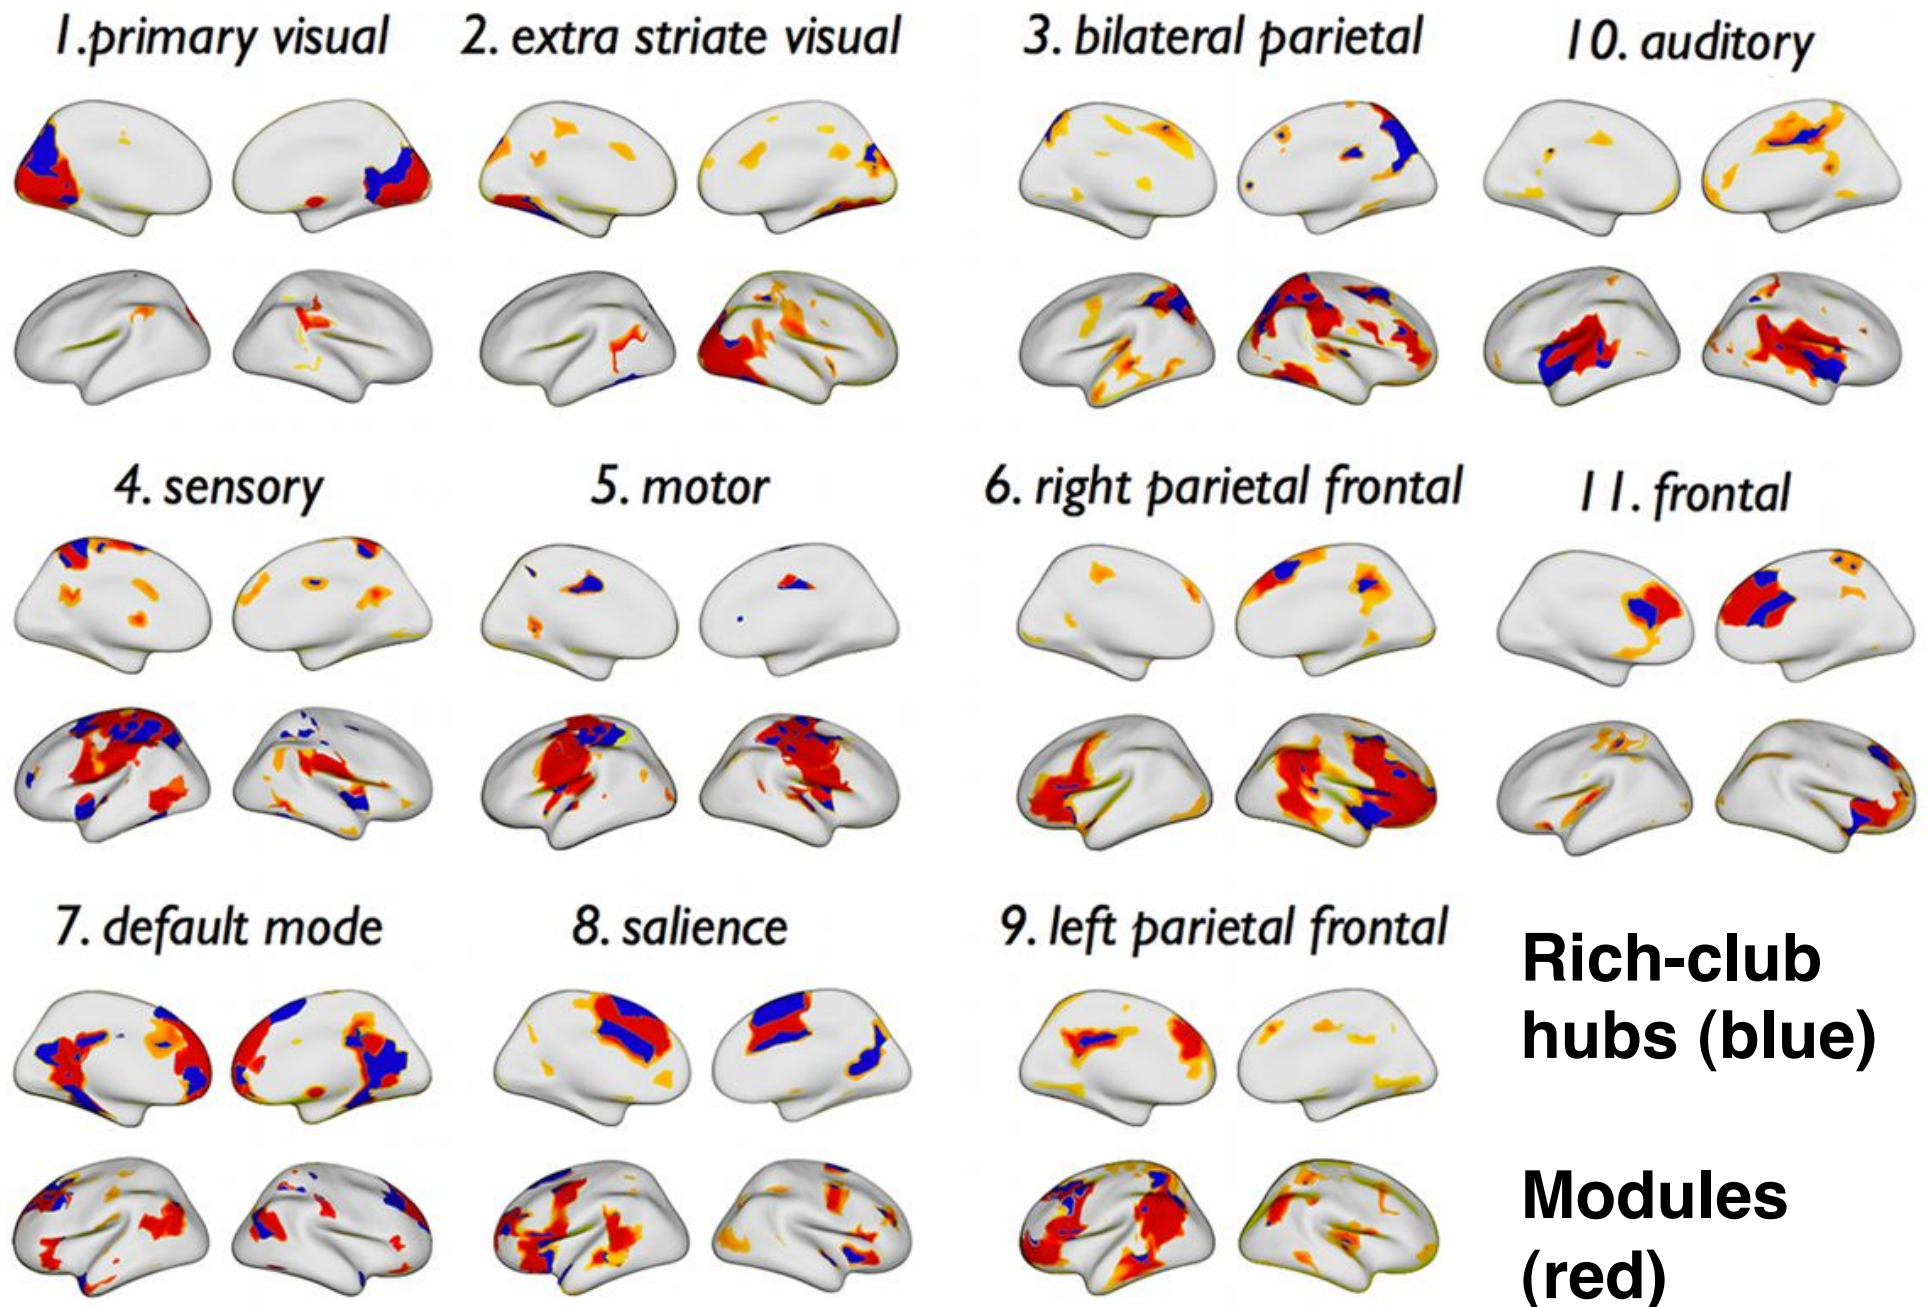 1.primary visual
2. extra striate visual
3. bilateral parietal
10. auditory
4. sensory
5. motor
6. right parietal frontal
11. frontal
7. default mode
8. salience
9. left parietal frontal
Rich-club
hubs (blue)
Modules
(red)